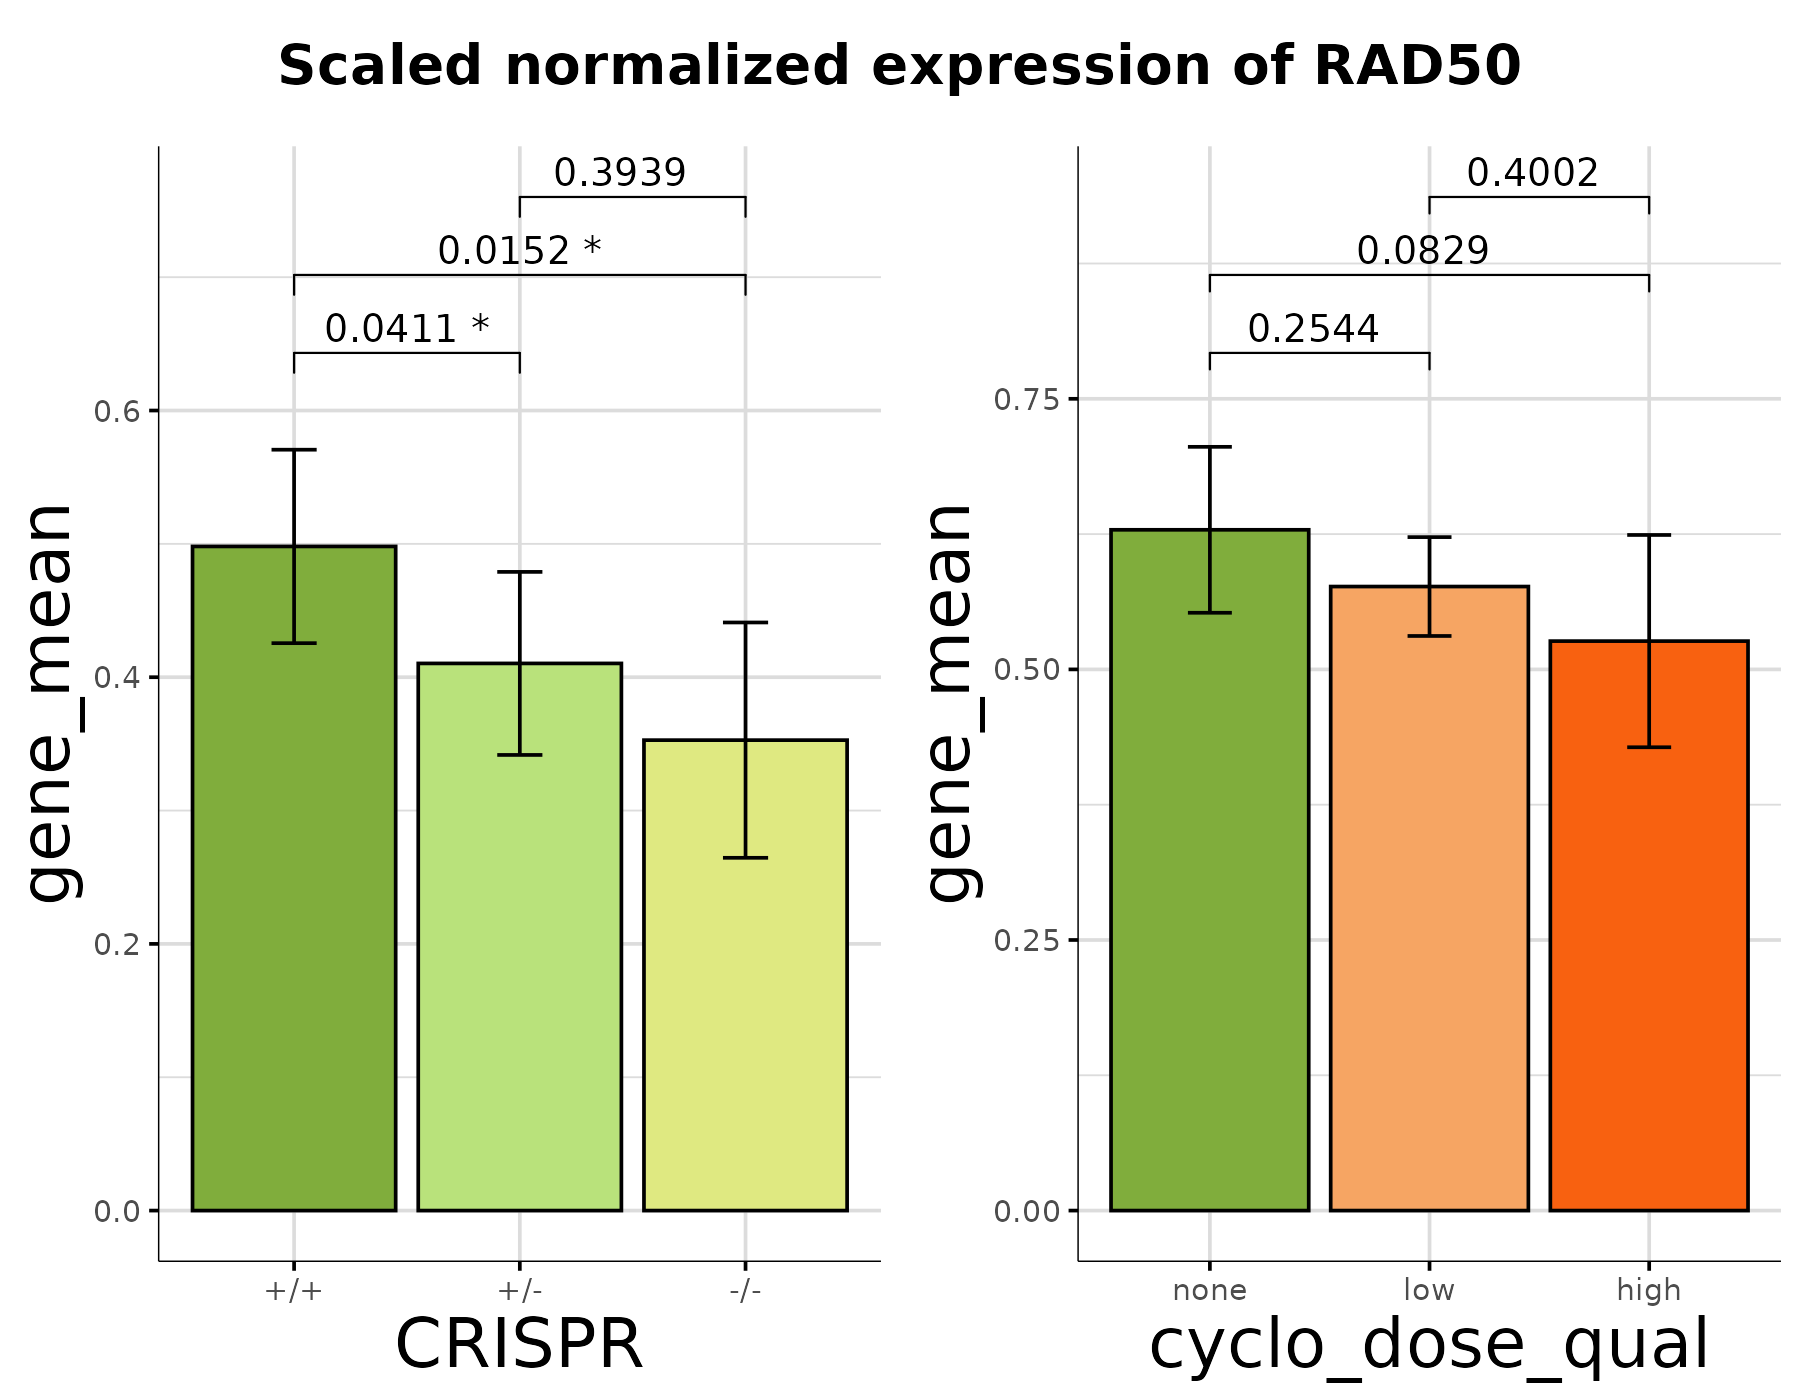 Scaled normalized expression of RAD50
gene_mean
0.3939
0.0152 *
0.0411 *
0.6
0.4
0.2
0.0
+/+ +/- -/-
CRISPR
gene_mean
0.4002
0.0829
0.2544
0.75
0.50
0.25
0.00
none low high
cyclo_dose_qual